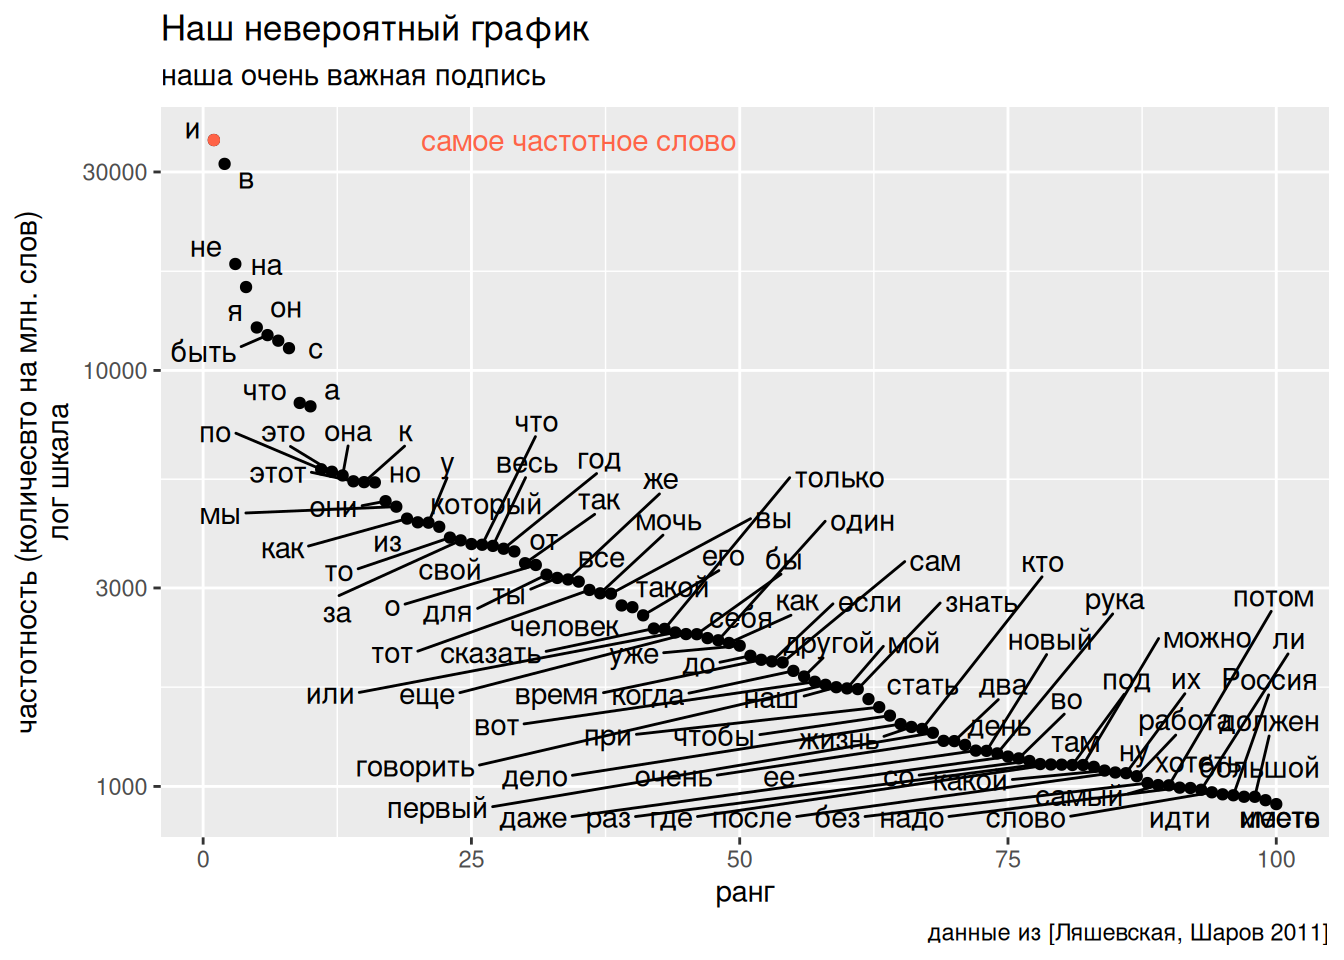 Наш невероятный график
наша очень важная подпись
частотность (количесвто на млн. слов)
лог шкала
30000
10000
3000
1000
и
самое частотное слово
в
не
на
я
он
быть
с
что
а
что
по
это
она
к
этот
но
у
весь
год
же
только
мы
они
который
так
мочь
вы
один
как
из
от
все
его
бы
сам
кто
то
свой
ты
такой
за
о
для
человек
себя
как
если
знать
рука
потом
тот
сказать
уже
до
другой
мой
новый
можно
ли
или
еще
время
когда
наш
стать
два
под
их
Россия
вот
при
чтобы
жизнь
день
во
работа
должен
говорить
дело
очень
ее
со
какой
там
ну
хотеть
большой
первый
самый
даже
раз
где
после
без
надо
слово
идти
иметь
0
25
50
75
100
ранг
данные из [Ляшевская, Шаров 2011]